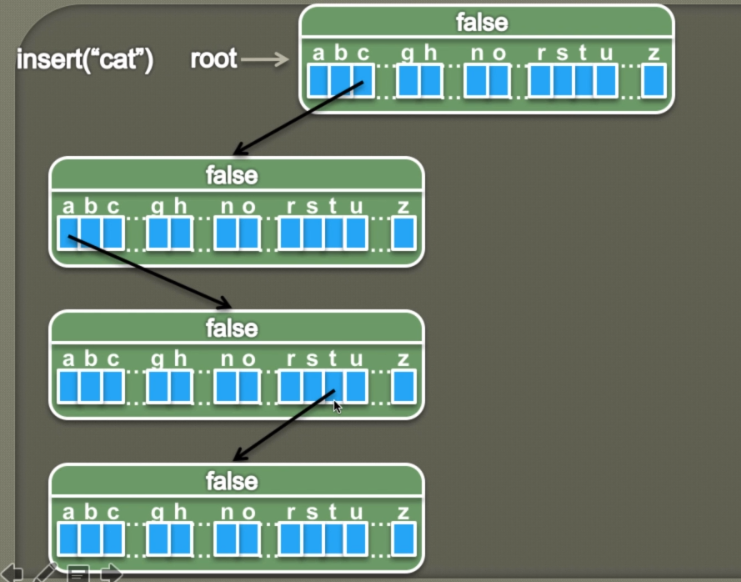 false
insert(“cat”) root
a b c ... g h ... n o ... r s t u ... z
false
a b c ... g h ... n o ... r s t u ... z
false
a b c ... g h ... n o ... r s t u ... z
false
a b c ... g h ... n o ... r s t u ... z